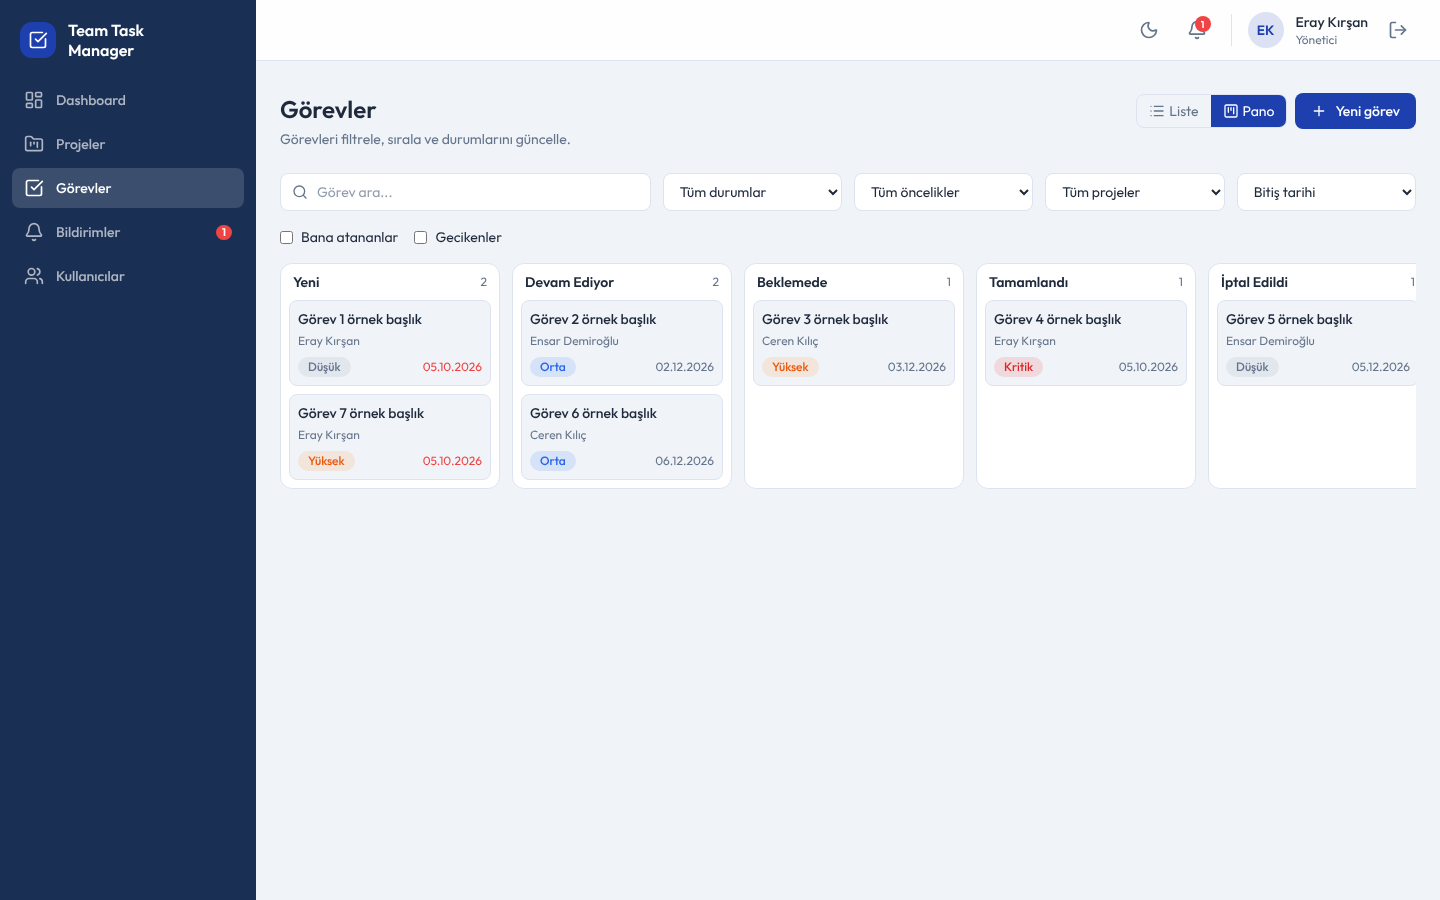 Team Task
Manager
Dashboard
Projeler
Görevler
Bildirimler 1
Kullanıcılar
1
EK
Eray Kırşan
Yönetici
Görevler
Görevleri filtrele, sırala ve durumlarını güncelle.
Liste
Pano
Yeni görev
Görev ara...
Tüm durumlar
Tüm öncelikler
Tüm projeler
Bitiş tarihi
Bana atananlar
Gecikenler
Yeni 2
Görev 1 örnek başlık
Eray Kırşan
Düşük 05.10.2026
Görev 7 örnek başlık
Eray Kırşan
Yüksek 05.10.2026
Devam Ediyor 2
Görev 2 örnek başlık
Ensar Demiroğlu
Orta 02.12.2026
Görev 6 örnek başlık
Ceren Kılıç
Orta 06.12.2026
Beklemede 1
Görev 3 örnek başlık
Ceren Kılıç
Yüksek 03.12.2026
Tamamlandı 1
Görev 4 örnek başlık
Eray Kırşan
Kritik 05.10.2026
İptal Edildi 1
Görev 5 örnek başlık
Ensar Demiroğlu
Düşük 05.12.2026